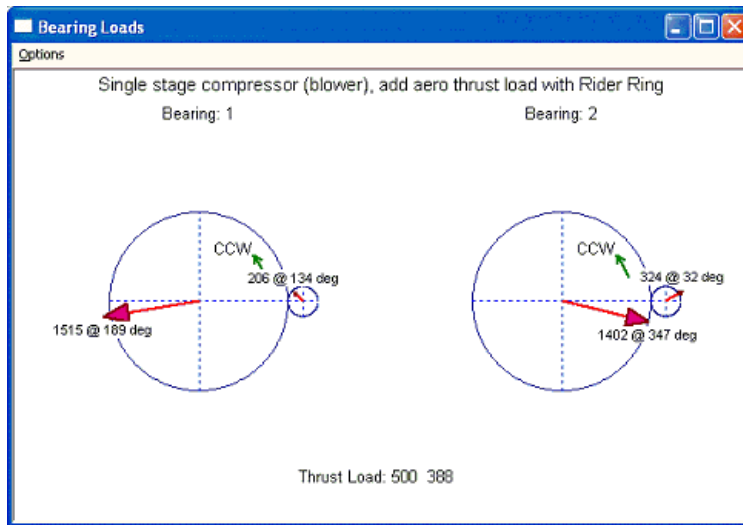 Bearing Loads
Options
Single stage compressor (blower), add aero thrust load with Rider Ring
Bearing: 1
Bearing: 2
CCW
206 @ 134 deg
1515 @ 189 deg
CCW
324 @ 32 deg
1402 @ 347 deg
Thrust Load: 500 388